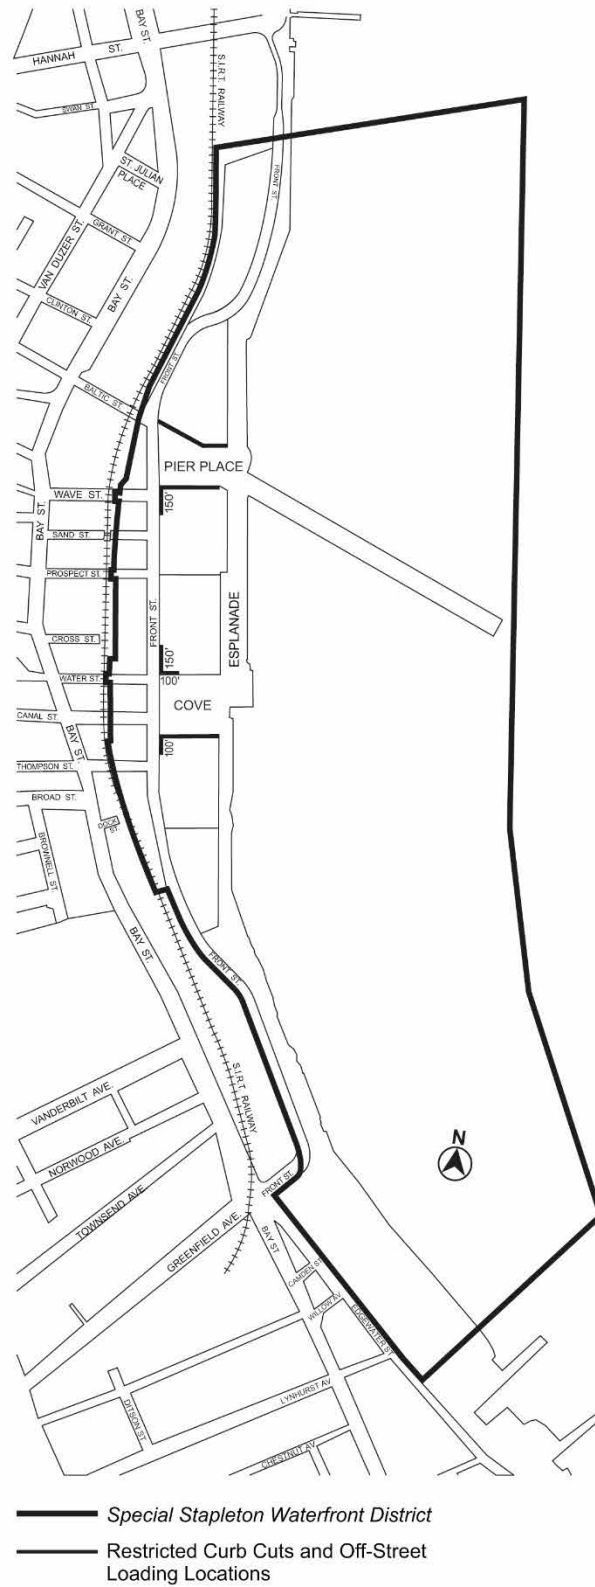 BAY ST.
HANNAH ST.
S.I.R.T. RAILWAY
SWAN ST.
ST JULIAN
PLACE
FRONT ST.
GRANT ST.
VAN DUZER ST.
BAY ST.
CLINTON ST.
FRONT ST.
BALTIC ST.
PIER PLACE
WAVE ST.
150'
BAY ST.
SAND ST.
PROSPECT ST.
FRONT ST.
ESPLANADE
CROSS ST.
150'
WATER ST.
100'
COVE
CANAL ST.
BAY ST.
100'
THOMPSON ST.
BROAD ST.
DOCK ST.
BROWNELL ST.
BAY ST.
FRONT ST.
S.I.R.T. RAILWAY
VANDERBILT AVE.
N
NORWOOD AVE.
FRONT ST.
TOWNSEND AVE.
GREENFIELD AVE.
BAY ST.
CAMDEN ST.
WILLOW AV
EDGEWATER ST.
LYNHURST AV
DITSON ST.
CHESTNUT AV
Special Stapleton Waterfront District
Restricted Curb Cuts and Off-Street
Loading Locations